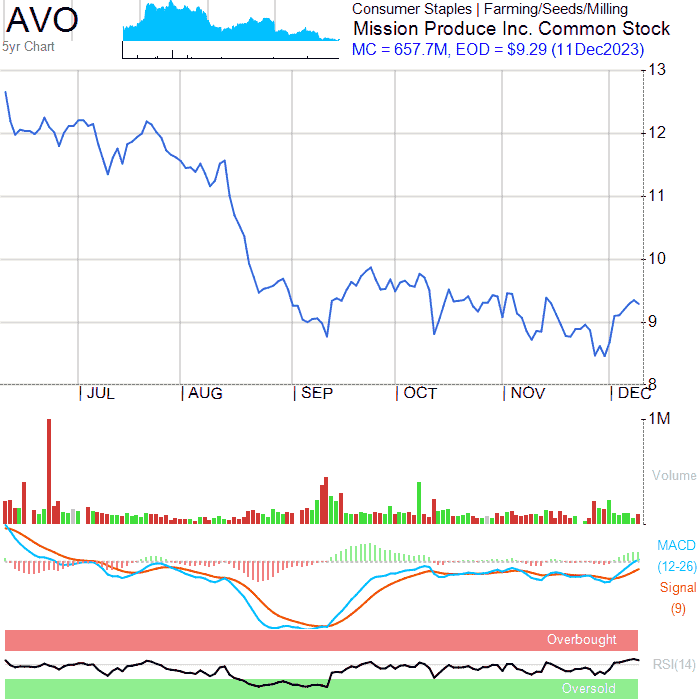 AVO
5yr Chart
Consumer Staples | Farming/Seeds/Milling
Mission Produce Inc. Common Stock
MC = 657.7M, EOD = $9.29 (11Dec2023)
13
12
11
10
9
8
| JUL | AUG | SEP | OCT | NOV | DEC
1M
Volume
MACD
(12-26)
Signal
(9)
Overbought
RSI(14)
Oversold